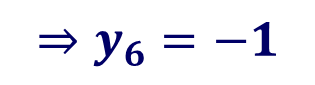 ⇒ y₆ = −1